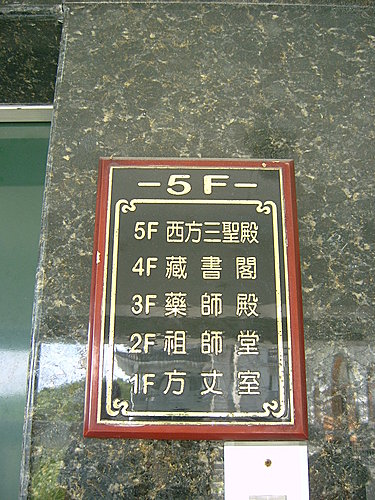 -5F-
5F 西方三聖殿
4F 藏書閣
3F 藥師殿
2F 祖師堂
1F 方丈室